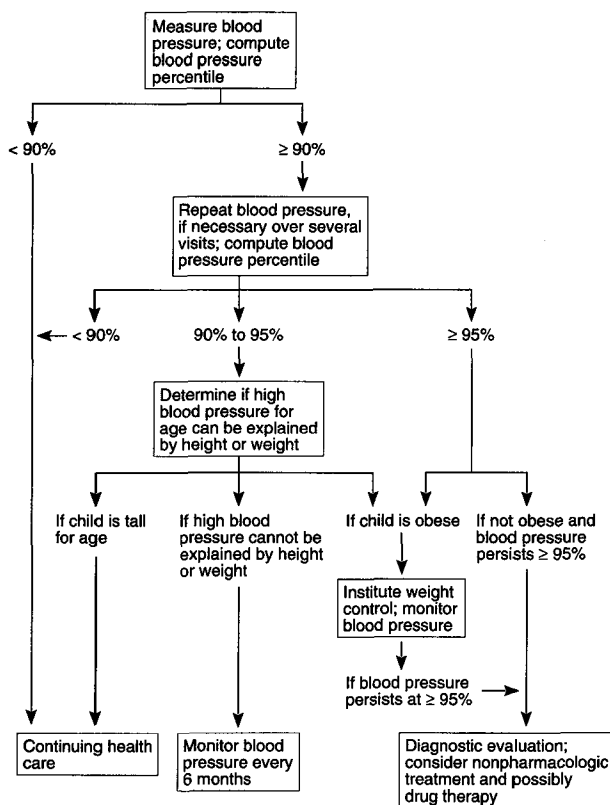 Measure blood
pressure; compute
blood pressure
percentile
< 90%
≥ 90%
Repeat blood pressure,
if necessary over several
visits; compute blood
pressure percentile
< 90%
90% to 95%
≥ 95%
Determine if high
blood pressure for
age can be explained
by height or weight
If child is tall
for age
If high blood
pressure cannot be
explained by height
or weight
If child is obese
If not obese and
blood pressure
persists ≥ 95%
Institute weight
control; monitor
blood pressure
If blood pressure
persists at ≥ 95%
Continuing health
care
Monitor blood
pressure every
6 months
Diagnostic evaluation;
consider nonpharmacologic
treatment and possibly
drug therapy